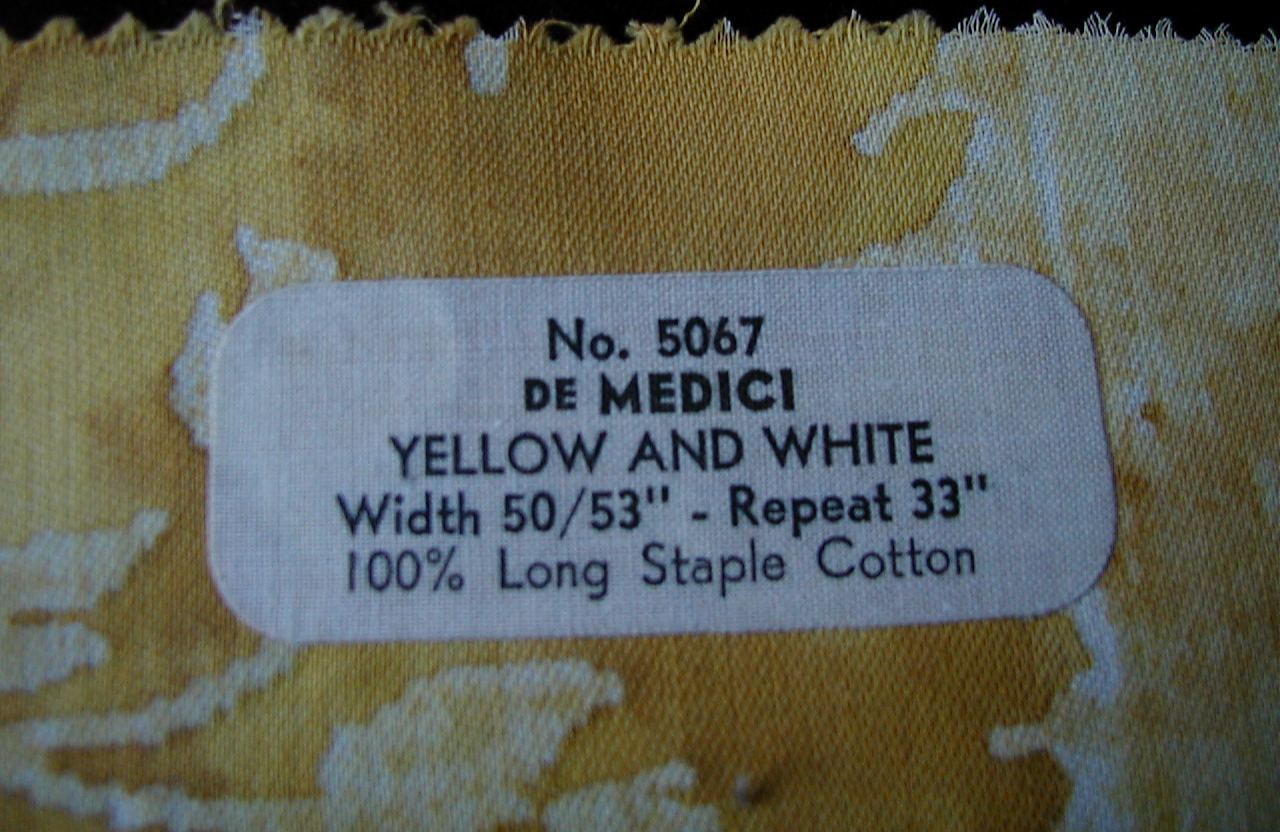 No. 5067
DE MEDICI
YELLOW AND WHITE
Width 50/53" - Repeat 33"
100% Long Staple Cotton